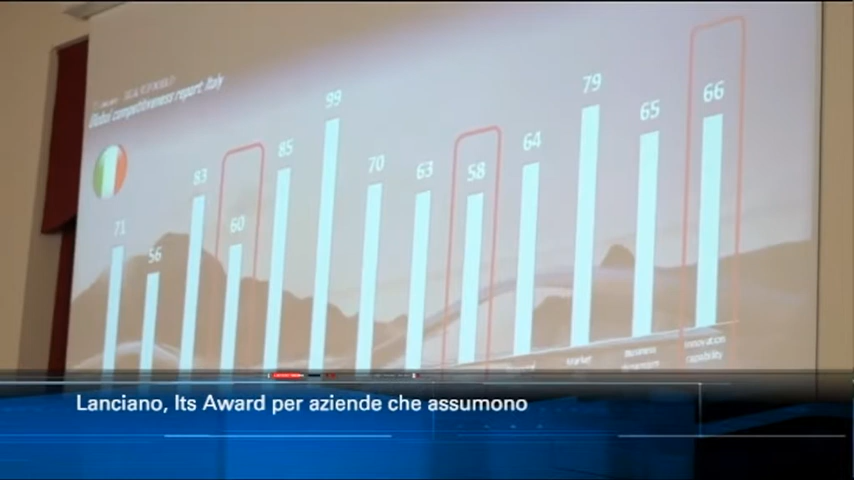 Global competitiveness report: Italy
71
56
83
60
85
99
70
63
58
64
79
65
66
Market
Business
Innovation
capability
Lanciano, Its Award per aziende che assumono